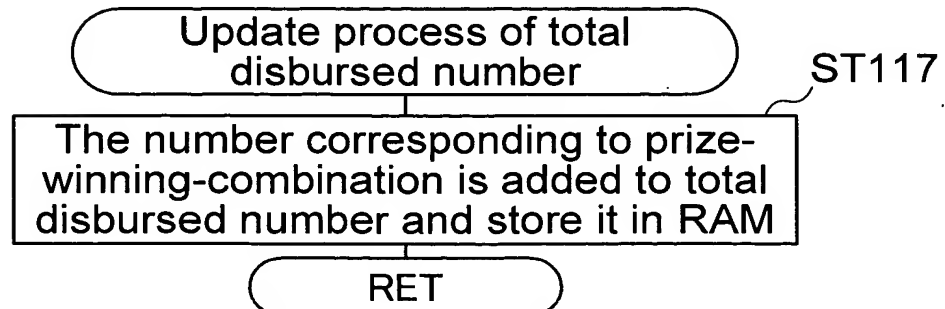 Update process of total
disbursed number
ST117
The number corresponding to prize-
winning-combination is added to total
disbursed number and store it in RAM
RET